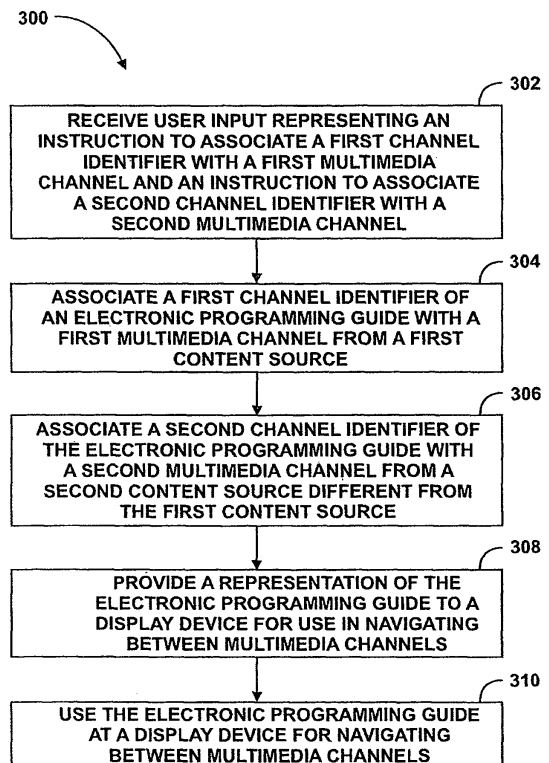 300
302
RECEIVE USER INPUT REPRESENTING AN
INSTRUCTION TO ASSOCIATE A FIRST CHANNEL
IDENTIFIER WITH A FIRST MULTIMEDIA
CHANNEL AND AN INSTRUCTION TO ASSOCIATE
A SECOND CHANNEL IDENTIFIER WITH A
SECOND MULTIMEDIA CHANNEL
304
ASSOCIATE A FIRST CHANNEL IDENTIFIER OF
AN ELECTRONIC PROGRAMMING GUIDE WITH A
FIRST MULTIMEDIA CHANNEL FROM A FIRST
CONTENT SOURCE
306
ASSOCIATE A SECOND CHANNEL IDENTIFIER OF
THE ELECTRONIC PROGRAMMING GUIDE WITH
A SECOND MULTIMEDIA CHANNEL FROM A
SECOND CONTENT SOURCE DIFFERENT FROM
THE FIRST CONTENT SOURCE
308
PROVIDE A REPRESENTATION OF THE
ELECTRONIC PROGRAMMING GUIDE TO A
DISPLAY DEVICE FOR USE IN NAVIGATING
BETWEEN MULTIMEDIA CHANNELS
310
USE THE ELECTRONIC PROGRAMMING GUIDE
AT A DISPLAY DEVICE FOR NAVIGATING
BETWEEN MULTIMEDIA CHANNELS